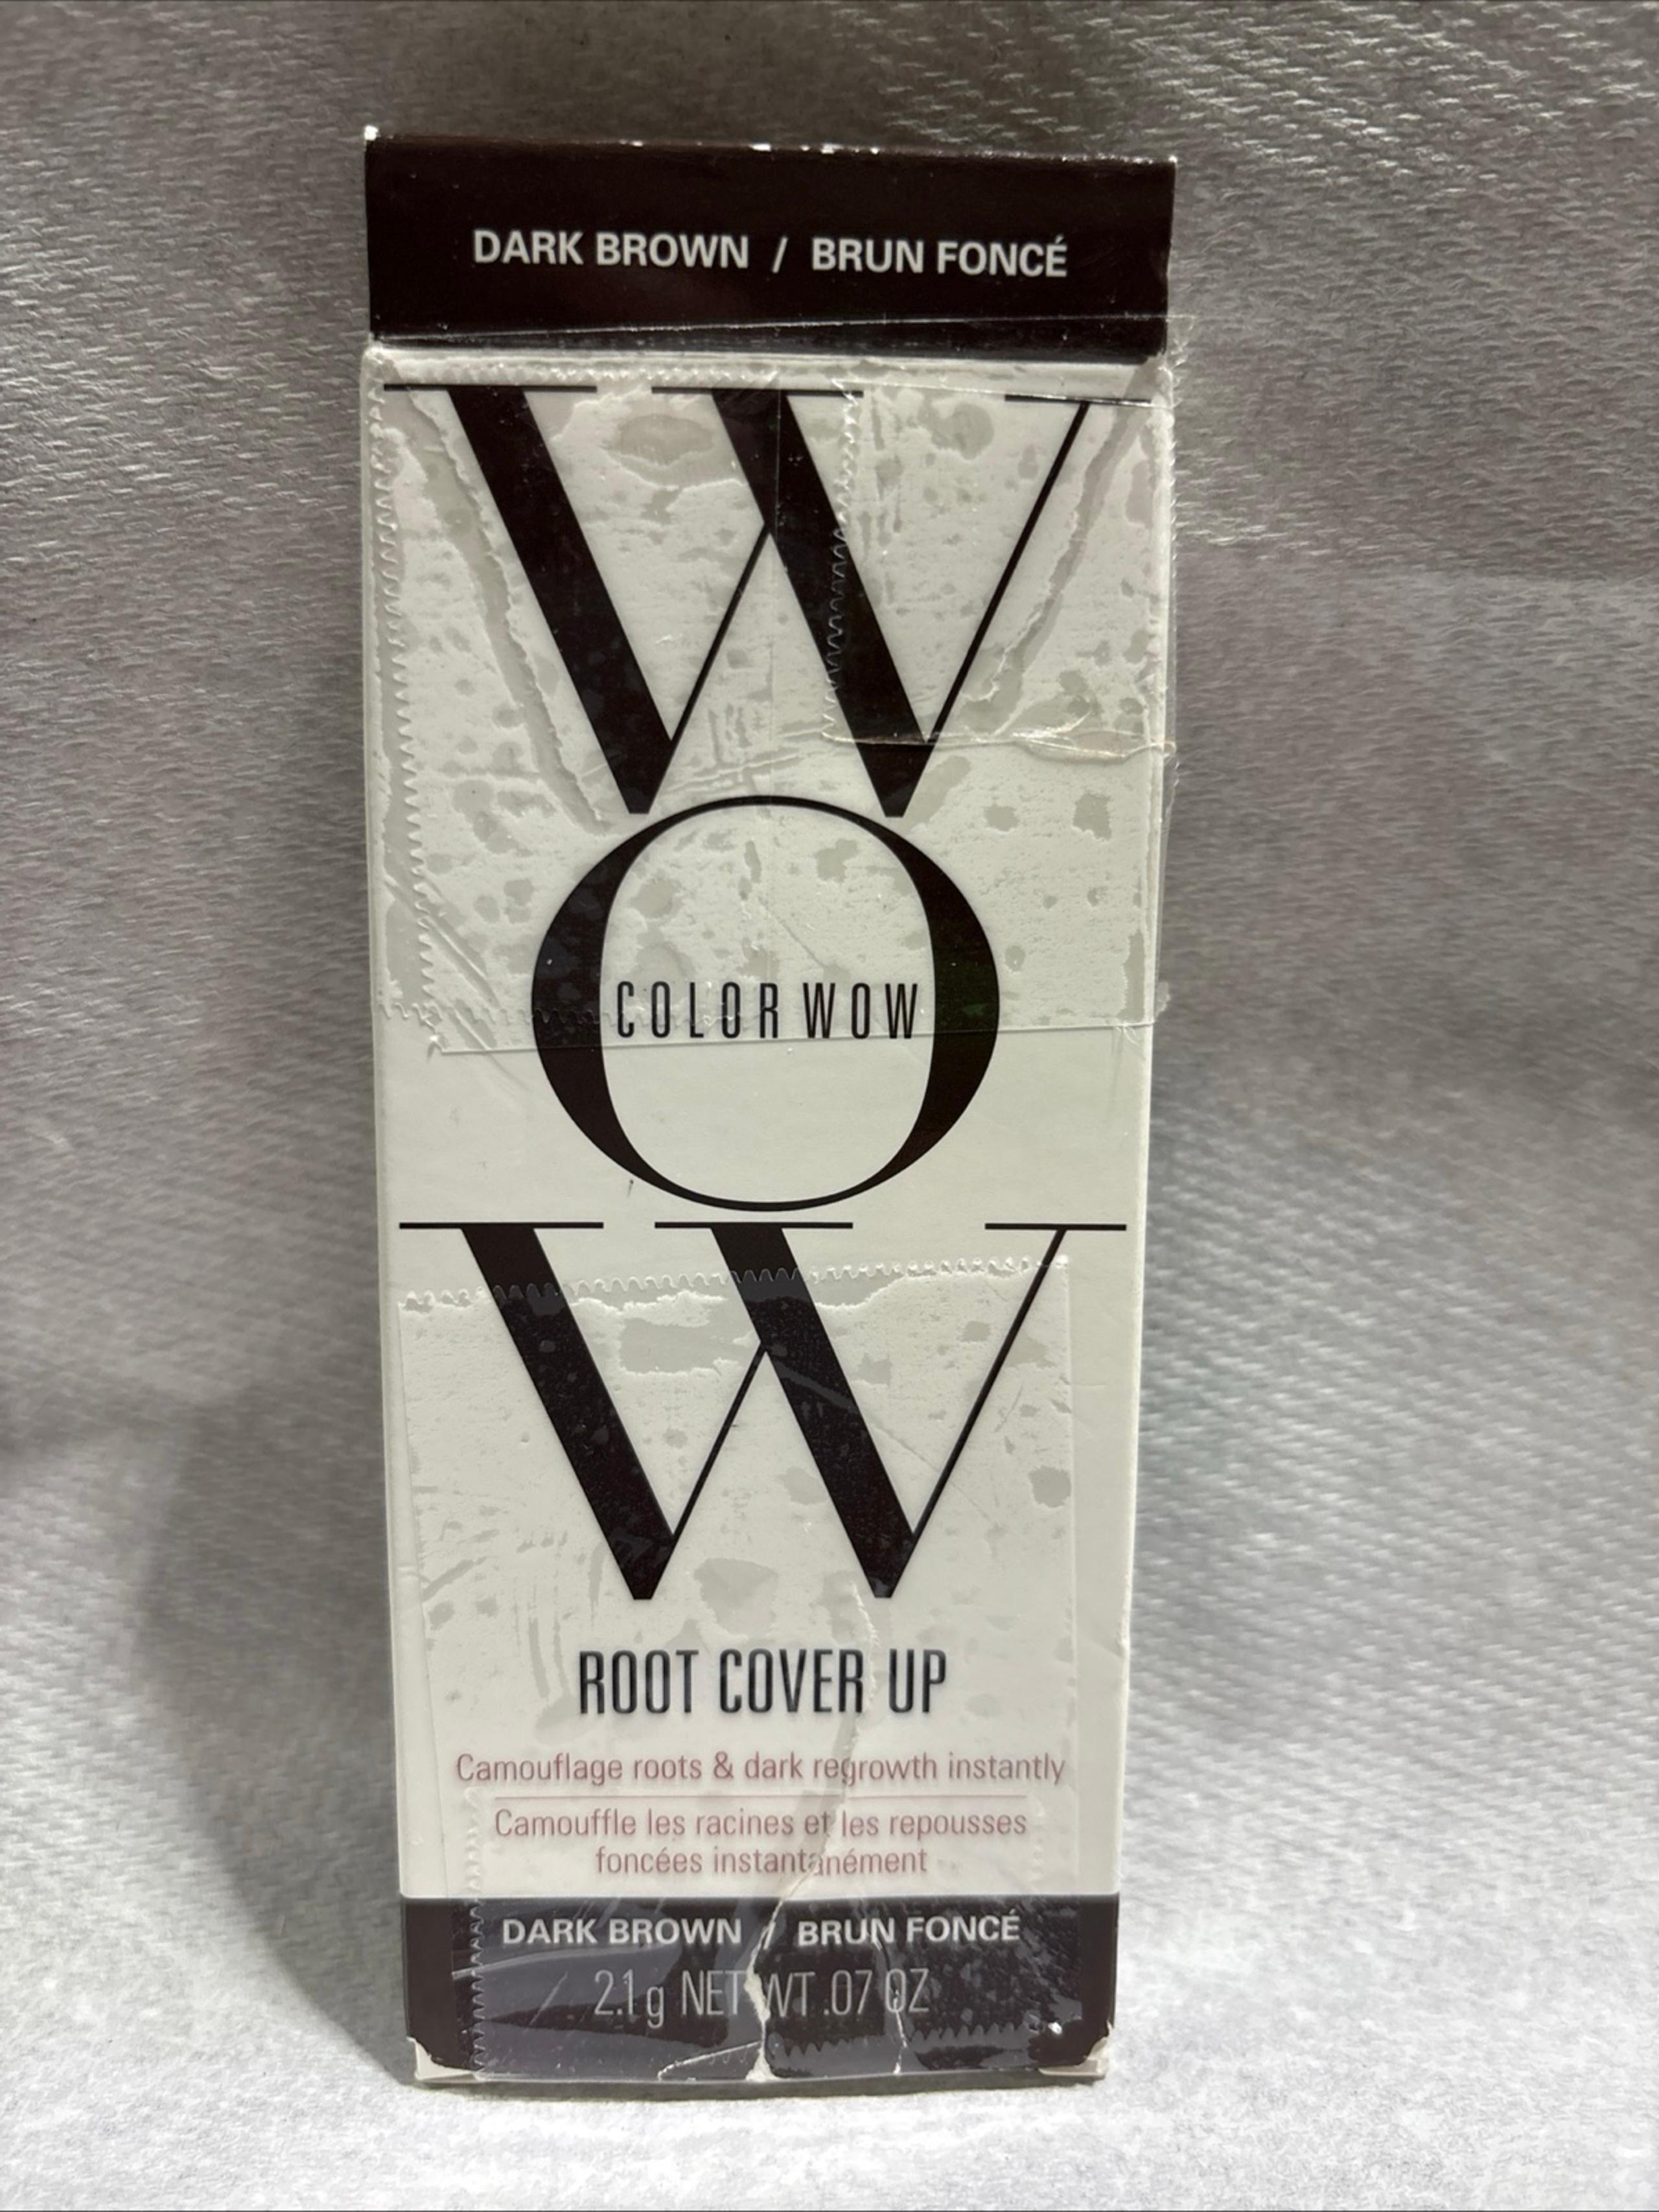 DARK BROWN / BRUN FONCÉ
W
O
COLOR WOW
W
ROOT COVER UP
Camouflage roots & dark regrowth instantly
Camouffle les racines et les repousses
foncées instantanément
DARK BROWN / BRUN FONCÉ
2.1g NET WT .07 OZ